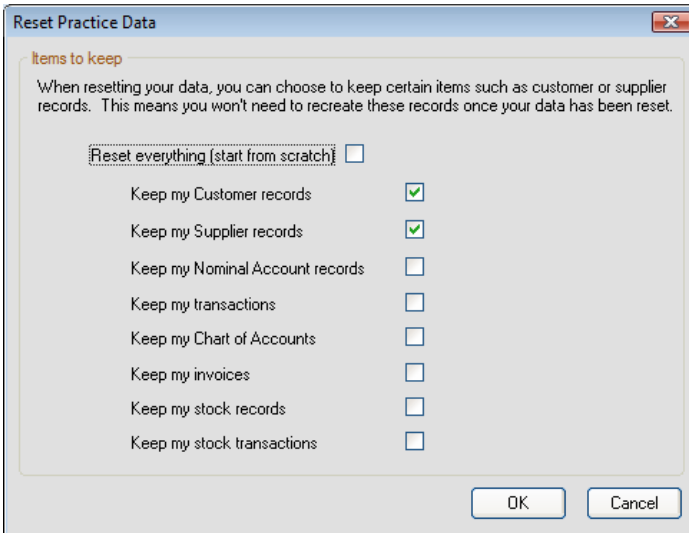 Reset Practice Data
Items to keep
When resetting your data, you can choose to keep certain items such as customer or supplier
records.  This means you won't need to recreate these records once your data has been reset.
Reset everything (start from scratch)
Keep my Customer records
Keep my Supplier records
Keep my Nominal Account records
Keep my transactions
Keep my Chart of Accounts
Keep my invoices
Keep my stock records
Keep my stock transactions
OK Cancel